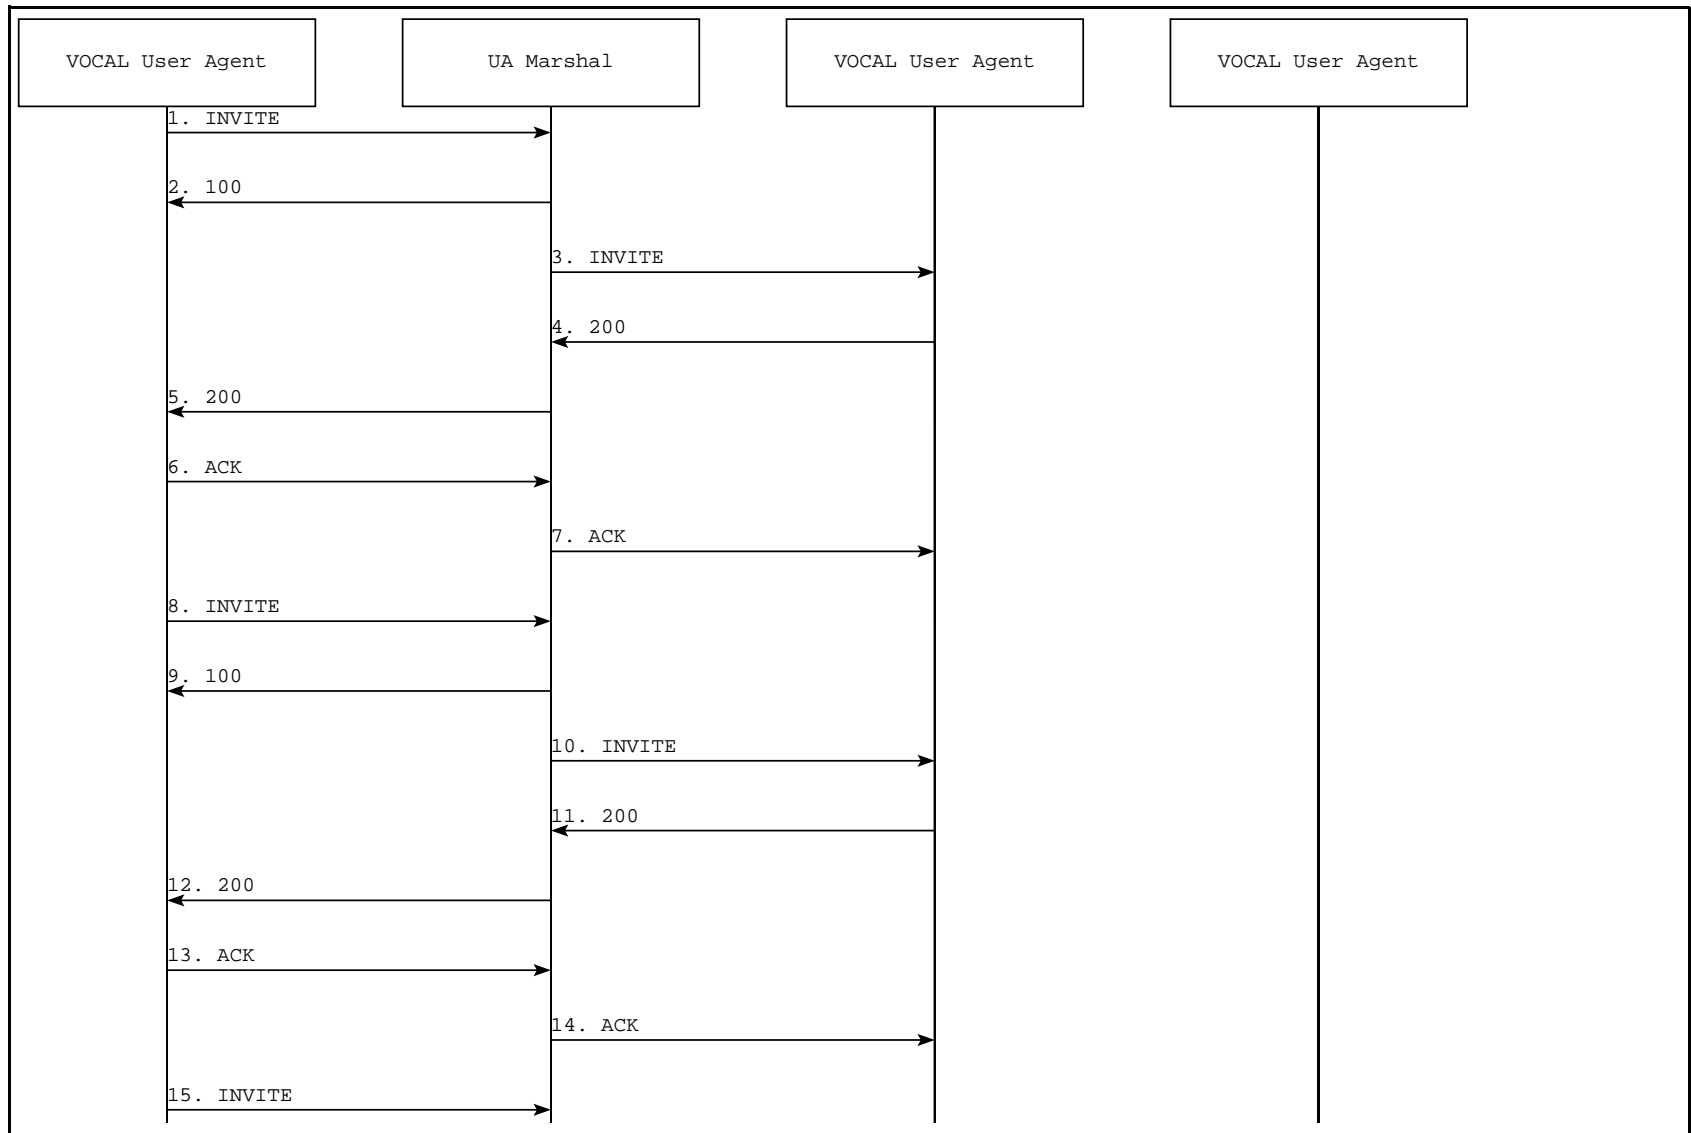 VOCAL User Agent
UA Marshal
VOCAL User Agent
VOCAL User Agent
1. INVITE
2. 100
3. INVITE
4. 200
5. 200
6. ACK
7. ACK
8. INVITE
9. 100
10. INVITE
11. 200
12. 200
13. ACK
14. ACK
15. INVITE